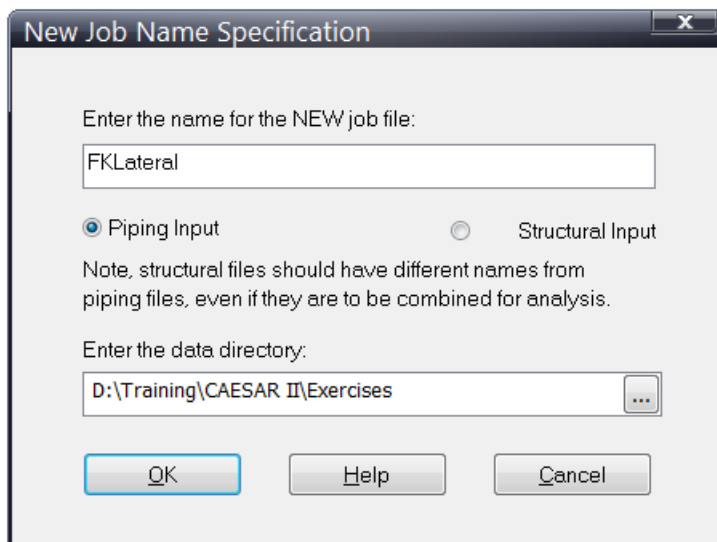 New Job Name Specification
X
Enter the name for the NEW job file:
FKLateral
Piping Input
Structural Input
Note, structural files should have different names from
piping files, even if they are to be combined for analysis.
Enter the data directory:
D:\Training\CAESAR II\Exercises
...
OK
Help
Cancel